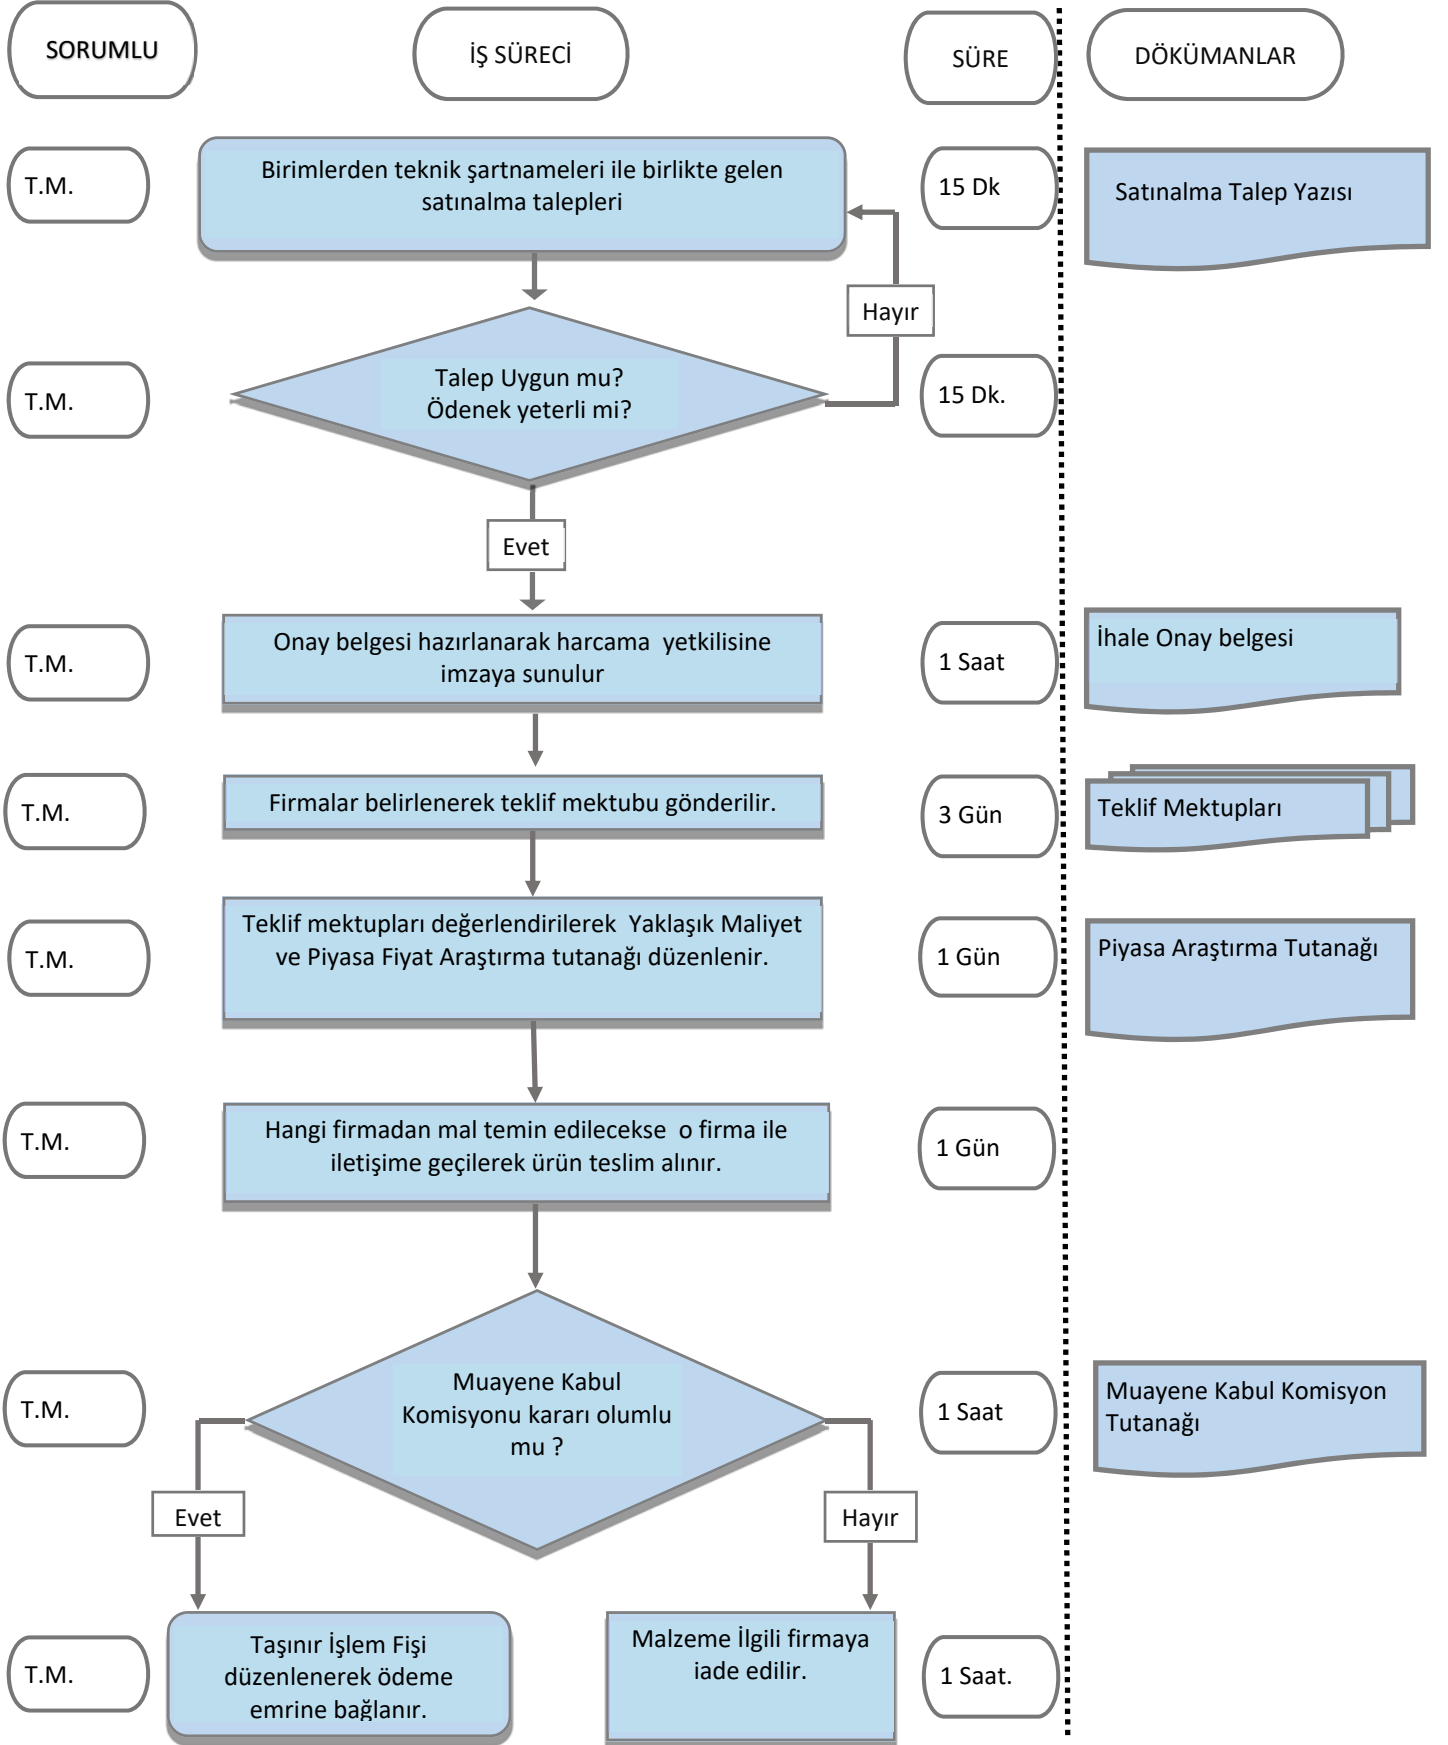 SORUMLU
İŞ SÜRECİ
SÜRE
DÖKÜMANLAR
T.M.
Birimlerden teknik şartnameleri ile birlikte gelen
satınalma talepleri
15 Dk
Satınalma Talep Yazısı
Hayır
T.M.
Talep Uygun mu?
Ödenek yeterli mi?
15 Dk.
Evet
T.M.
Onay belgesi hazırlanarak harcama yetkilisine
imzaya sunulur
1 Saat
İhale Onay belgesi
T.M.
Firmalar belirlenerek teklif mektubu gönderilir.
3 Gün
Teklif Mektupları
T.M.
Teklif mektupları değerlendirilerek Yaklaşık Maliyet
ve Piyasa Fiyat Araştırma tutanağı düzenlenir.
1 Gün
Piyasa Araştırma Tutanağı
T.M.
Hangi firmadan mal temin edilecekse o firma ile
iletişime geçilerek ürün teslim alınır.
1 Gün
T.M.
Muayene Kabul
Komisyonu kararı olumlu
mu ?
1 Saat
Muayene Kabul Komisyon
Tutanağı
Evet
Hayır
T.M.
Taşınır İşlem Fişi
düzenlenerek ödeme
emrine bağlanır.
Malzeme İlgili firmaya
iade edilir.
1 Saat.